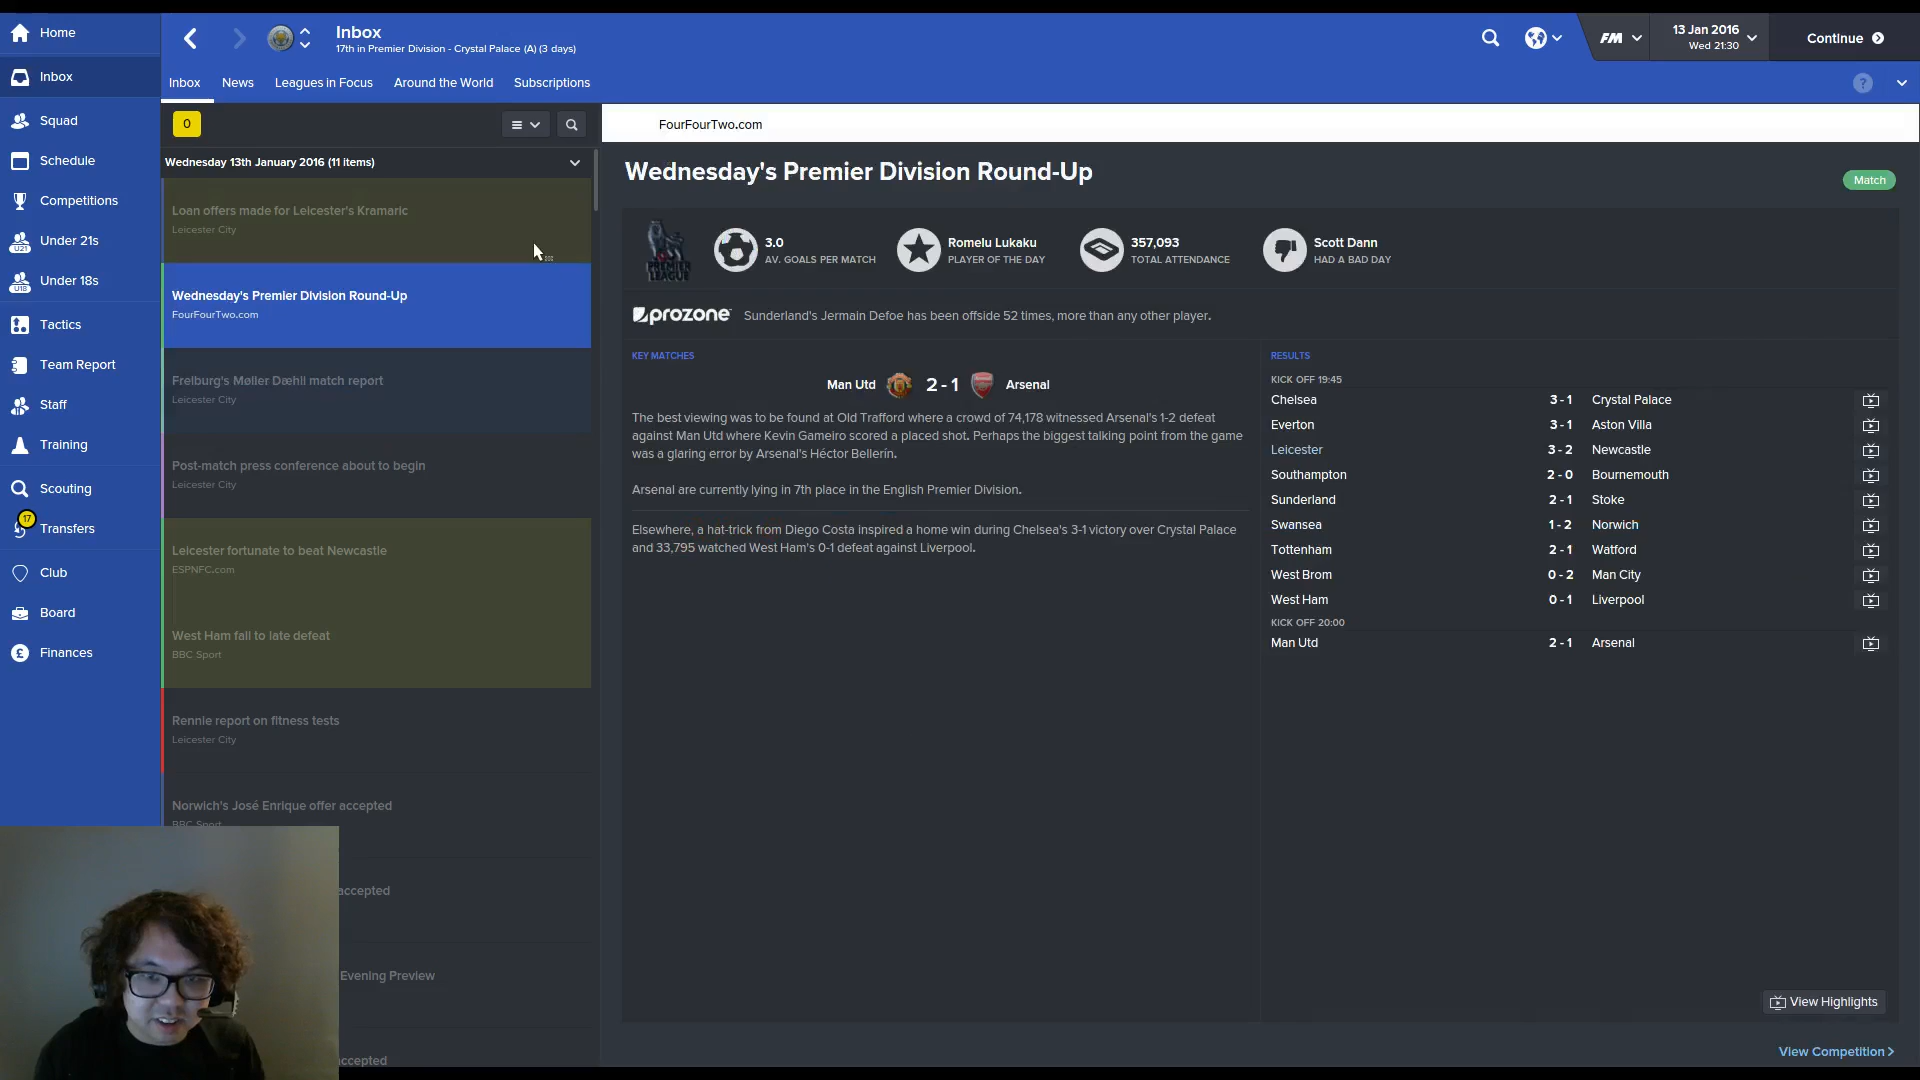 Home
Inbox
Squad
Schedule
Competitions
U21
Under 21s
U18
Under 18s
Tactics
Team Report
Staff
Training
Scouting
17
Transfers
Club
Board
£
Finances
Inbox
17th in Premier Division - Crystal Palace (A) (3 days)
FM
13 Jan 2016
Wed 21:30
Continue
Inbox
News
Leagues in Focus
Around the World
Subscriptions
?
0
Wednesday 13th January 2016 (11 items)
Loan offers made for Leicester's Kramaric
Leicester City
Wednesday's Premier Division Round-Up
FourFourTwo.com
Freiburg's Møller Dæhli match report
Leicester City
Post-match press conference about to begin
Leicester City
Leicester fortunate to beat Newcastle
ESPNFC.com
West Ham fall to late defeat
BBC Sport
Rennie report on fitness tests
Leicester City
Norwich's José Enrique offer accepted
BBC Sport
accepted
Evening Preview
ccepted
FourFourTwo.com
Wednesday's Premier Division Round-Up
Match
PREMIER
LEAGUE
3.0
AV. GOALS PER MATCH
Romelu Lukaku
PLAYER OF THE DAY
357,093
TOTAL ATTENDANCE
Scott Dann
HAD A BAD DAY
prozone
Sunderland's Jermain Defoe has been offside 52 times, more than any other player.
KEY MATCHES
Man Utd 2 - 1 Arsenal
The best viewing was to be found at Old Trafford where a crowd of 74,178 witnessed Arsenal's 1-2 defeat
against Man Utd where Kevin Gameiro scored a placed shot. Perhaps the biggest talking point from the game
was a glaring error by Arsenal's Héctor Bellerín.
Arsenal are currently lying in 7th place in the English Premier Division.
Elsewhere, a hat-trick from Diego Costa inspired a home win during Chelsea's 3-1 victory over Crystal Palace
and 33,795 watched West Ham's 0-1 defeat against Liverpool.
RESULTS
KICK OFF 19:45
Chelsea 3 - 1 Crystal Palace
Everton 3 - 1 Aston Villa
Leicester 3 - 2 Newcastle
Southampton 2 - 0 Bournemouth
Sunderland 2 - 1 Stoke
Swansea 1 - 2 Norwich
Tottenham 2 - 1 Watford
West Brom 0 - 2 Man City
West Ham 0 - 1 Liverpool
KICK OFF 20:00
Man Utd 2 - 1 Arsenal
View Highlights
View Competition >